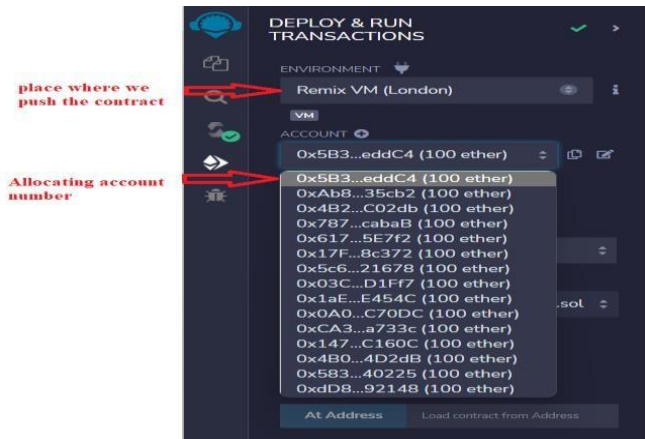 DEPLOY & RUN
TRANSACTIONS
ENVIRONMENT
place where we
push the contract
Remix VM (London)
VM
ACCOUNT
0x5B3...eddC4 (100 ether)
Allocating account
number
0x5B3...eddC4 (100 ether)
0xAb8...35cb2 (100 ether)
0x4B2...C02db (100 ether)
0x787...cabaB (100 ether)
0x617...5E7f2 (100 ether)
0x17F...8c372 (100 ether)
0x5c6...21678 (100 ether)
0x03C...D1Ff7 (100 ether)
0x1aE...E454C (100 ether)
0x0A0...C70DC (100 ether)
0xCA3...a733c (100 ether)
0x147...C160C (100 ether)
0x4B0...4D2dB (100 ether)
0x583...40225 (100 ether)
0xdD8...92148 (100 ether)
.sol
At Address
Load contract from Address